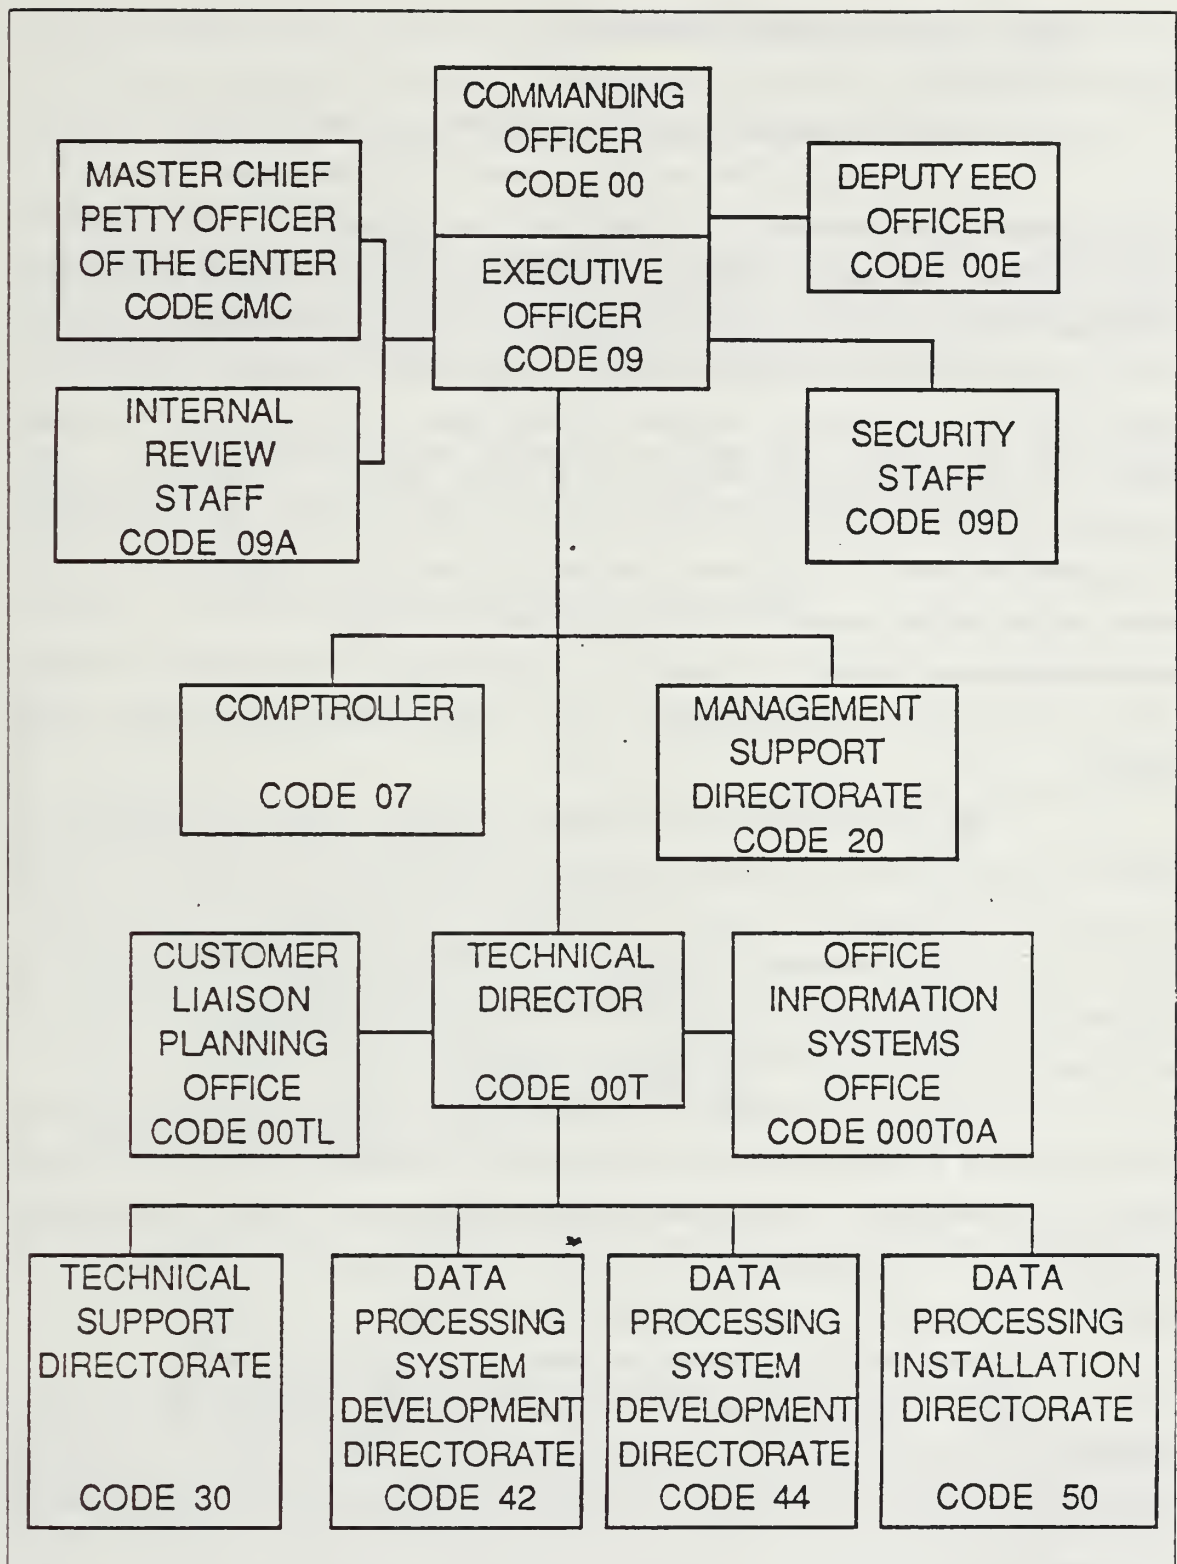 COMMANDING
OFFICER
CODE 00
MASTER CHIEF
PETTY OFFICER
OF THE CENTER
CODE CMC
DEPUTY EEO
OFFICER
CODE 00E
EXECUTIVE
OFFICER
CODE 09
INTERNAL
REVIEW
STAFF
CODE 09A
SECURITY
STAFF
CODE 09D
COMPTROLLER
CODE 07
MANAGEMENT
SUPPORT
DIRECTORATE
CODE 20
CUSTOMER
LIAISON
PLANNING
OFFICE
CODE 00TL
TECHNICAL
DIRECTOR
CODE 00T
OFFICE
INFORMATION
SYSTEMS
OFFICE
CODE 000T0A
TECHNICAL
SUPPORT
DIRECTORATE
CODE 30
DATA
PROCESSING
SYSTEM
DEVELOPMENT
DIRECTORATE
CODE 42
DATA
PROCESSING
SYSTEM
DEVELOPMENT
DIRECTORATE
CODE 44
DATA
PROCESSING
INSTALLATION
DIRECTORATE
CODE 50